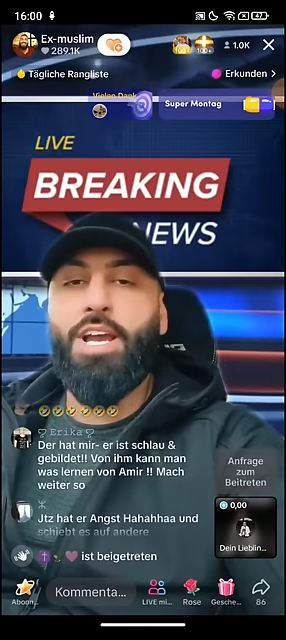 16:00
47
Ex-muslim
289.1K
100+
1.0K
Tägliche Rangliste
Erkunden >
Vielen Dank
Super Montag
LIVE
BREAKING
NEWS
Erika
Der hat mir- er ist schlau &
gebildet!! Von ihm kann man
was lernen von Amir !! Mach
weiter so
Anfrage
zum
Beitreten
0,00
Dein Lieblin...
Jtz hat er Angst Hahahhaa und
schiebt es auf andere
ist beigetreten
Abonn...
Kommenta...
LIVE mi...
Rose
Gesche...
86